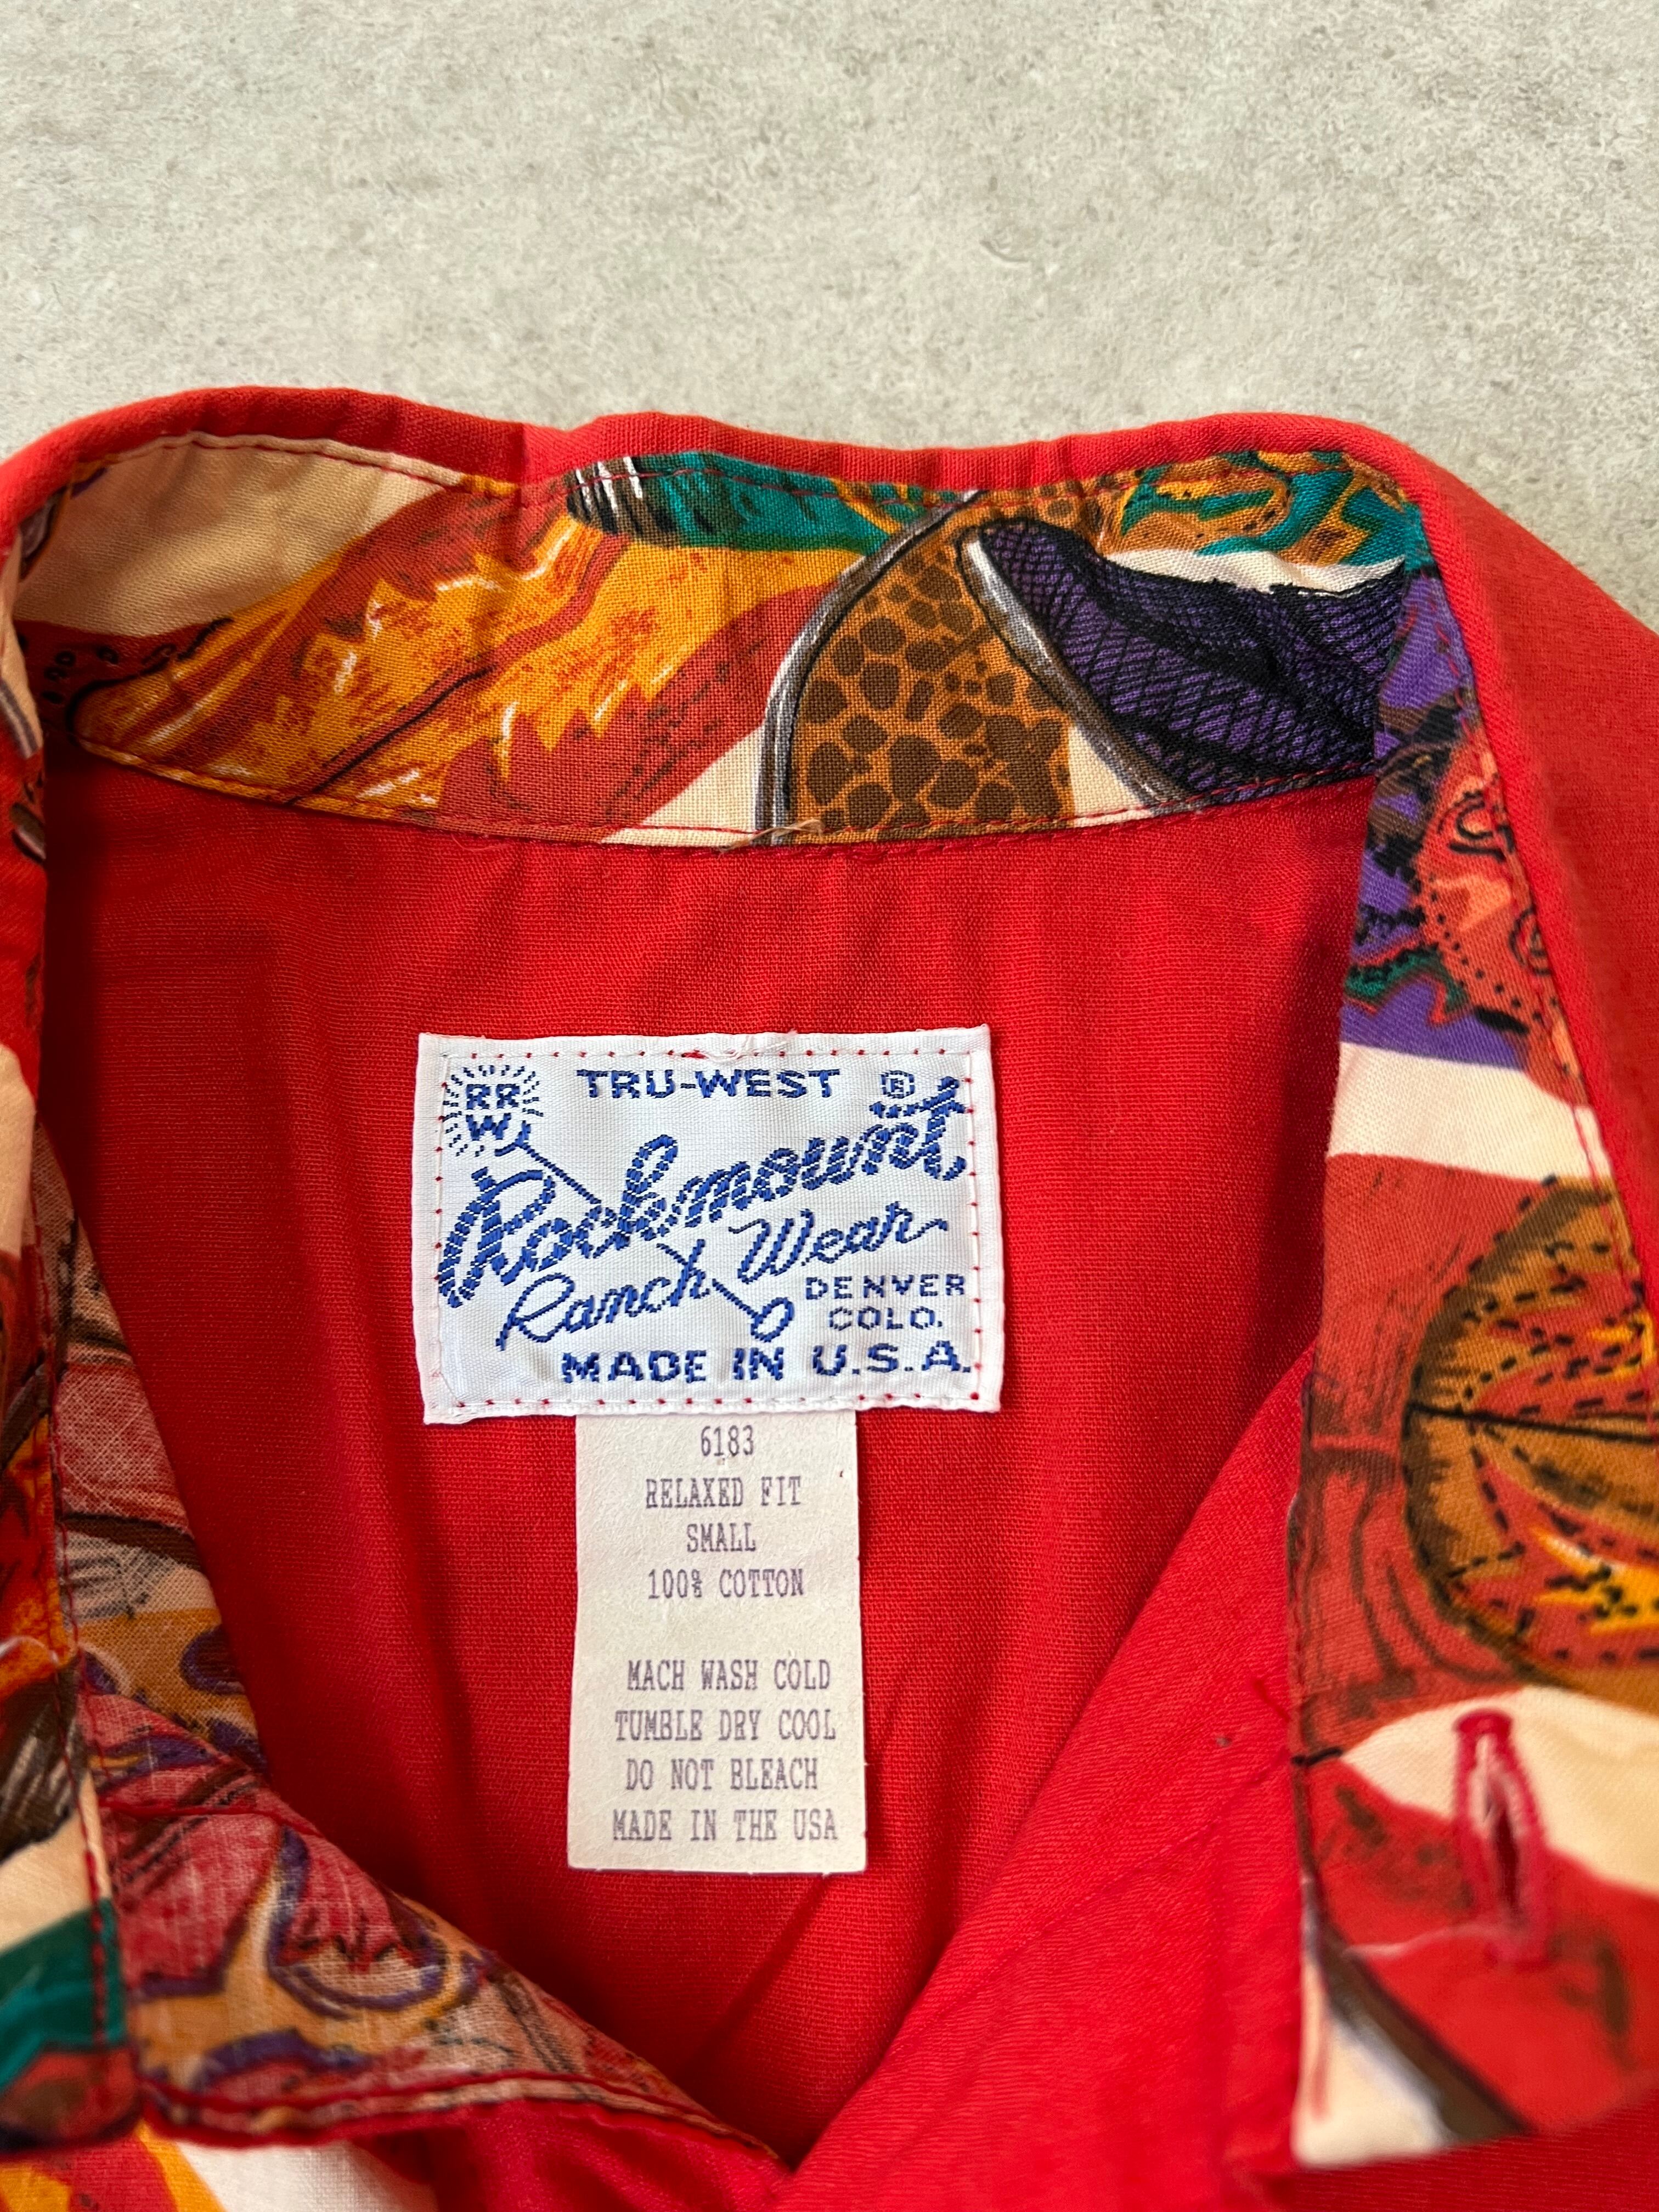 RR
W
TRU-WEST ®
Rockmount
Ranch Wear
DENVER
COLO.
MADE IN U.S.A.
6183
RELAXED FIT
SMALL
100% COTTON
MACH WASH COLD
TUMBLE DRY COOL
DO NOT BLEACH
MADE IN THE USA